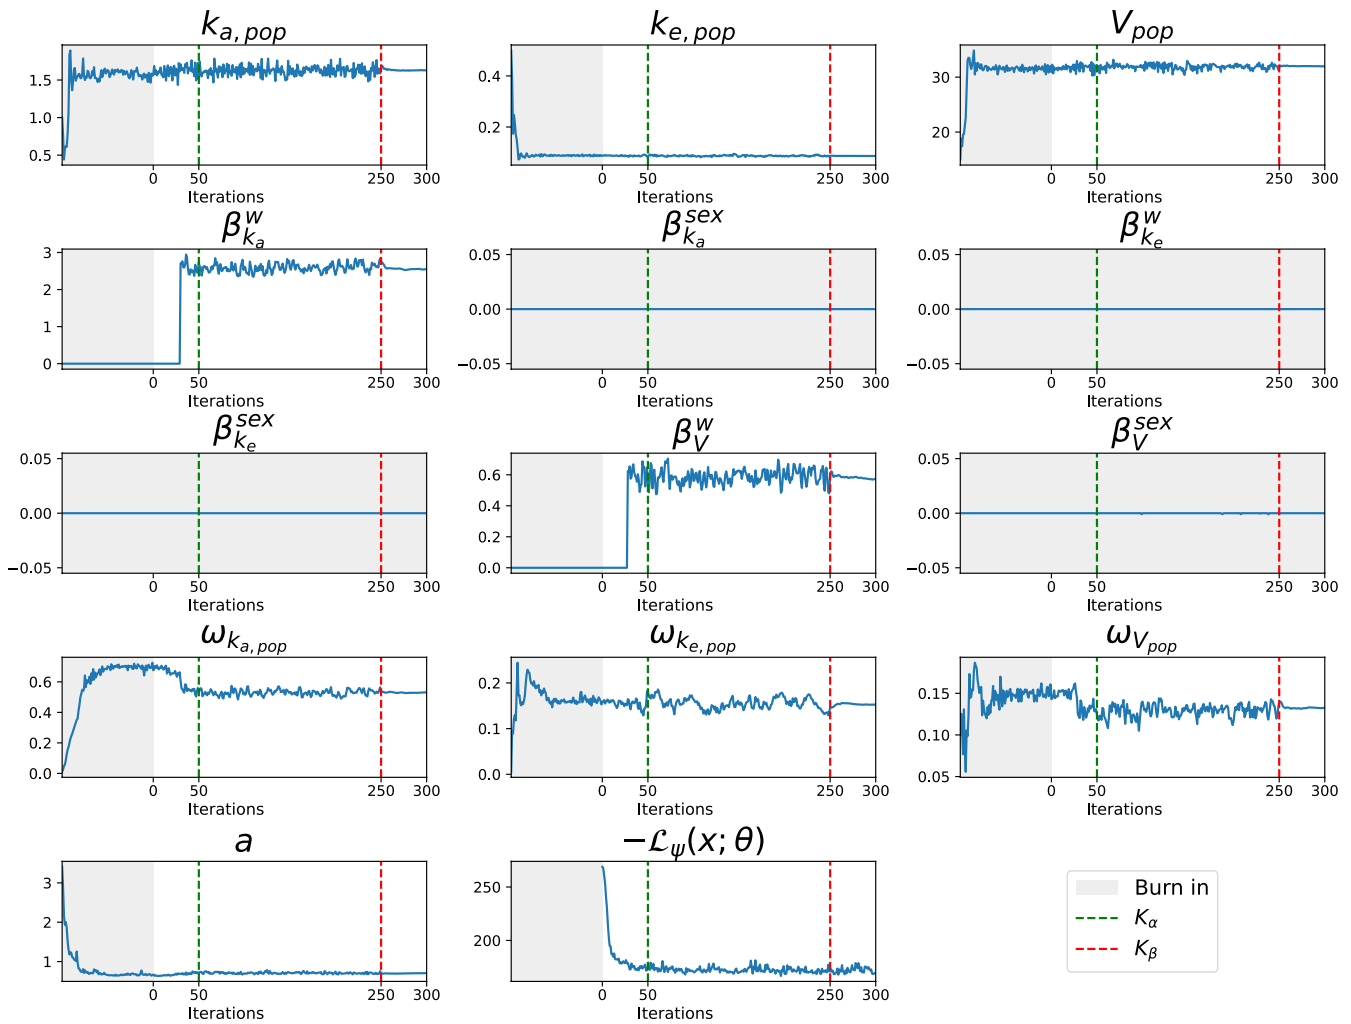 k_{a,pop} k_{e,pop} V_{pop}
1.5 1.0 0.5 0.4 0.2 30 20
0 50 250 300 0 50 250 300 0 50 250 300
Iterations Iterations Iterations
β_{k_a}^{w} β_{k_a}^{sex} β_{k_e}^{w}
3 2 1 0 0.05 0.00 −0.05 0.05 0.00 −0.05
0 50 250 300 0 50 250 300 0 50 250 300
Iterations Iterations Iterations
β_{k_e}^{sex} β_V^{w} β_V^{sex}
0.05 0.00 −0.05 0.6 0.4 0.2 0.0 0.05 0.00 −0.05
0 50 250 300 0 50 250 300 0 50 250 300
Iterations Iterations Iterations
ω_{k_{a,pop}} ω_{k_{e,pop}} ω_{V_{pop}}
0.6 0.4 0.2 0.0 0.2 0.1 0.0 0.15 0.10 0.05
0 50 250 300 0 50 250 300 0 50 250 300
Iterations Iterations Iterations
a −ℒ_ψ(x; θ)
3 2 1 250 200
0 50 250 300 0 50 250 300
Iterations Iterations
Burn in
K_α
K_β